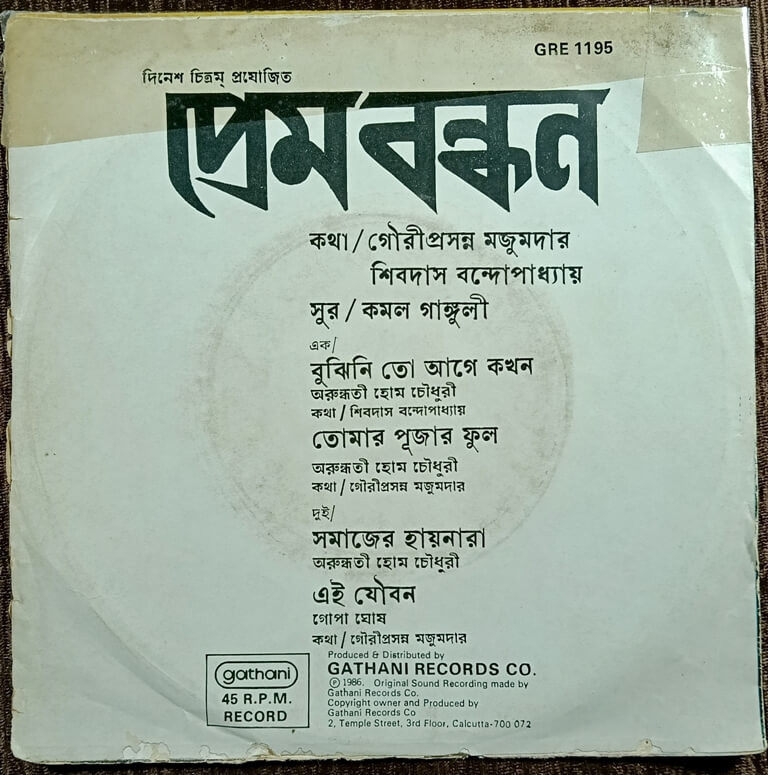 GRE 1195
দিনেশ চিত্রম্ প্রযোজিত
প্রেম বন্ধন
কথা / গৌরীপ্রসন্ন মজুমদার
শিবদাস বন্দোপাধ্যায়
সুর / কমল গাঙ্গুলী
এক/
বুঝিনি তো আগে কখন
অরুন্ধতী হোম চৌধুরী
কথা / শিবদাস বন্দোপাধ্যায়
তোমার পূজার ফুল
অরুন্ধতী হোম চৌধুরী
কথা / গৌরীপ্রসন্ন মজুমদার
দুই/
সমাজের হায়নারা
অরুন্ধতী হোম চৌধুরী
এই যৌবন
গোপা ঘোষ
কথা / গৌরীপ্রসন্ন মজুমদার
gathani
45 R.P.M.
RECORD
Produced & Distributed by
GATHANI RECORDS CO.
℗ 1986. Original Sound Recording made by
Gathani Records Co.
Copyright owner and Produced by
Gathani Records Co
2, Temple Street, 3rd Floor, Calcutta-700 072